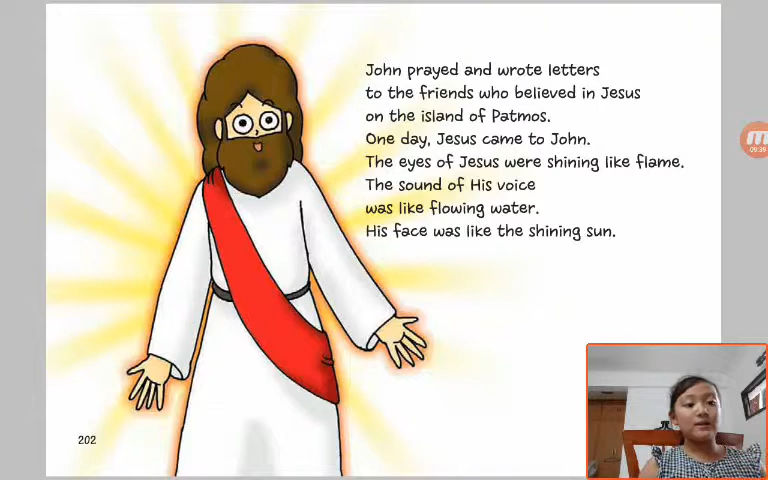 John prayed and wrote letters
to the friends who believed in Jesus
on the island of Patmos.
One day, Jesus came to John.
The eyes of Jesus were shining like flame.
The sound of His voice
was like flowing water.
His face was like the shining sun.
202
09:39